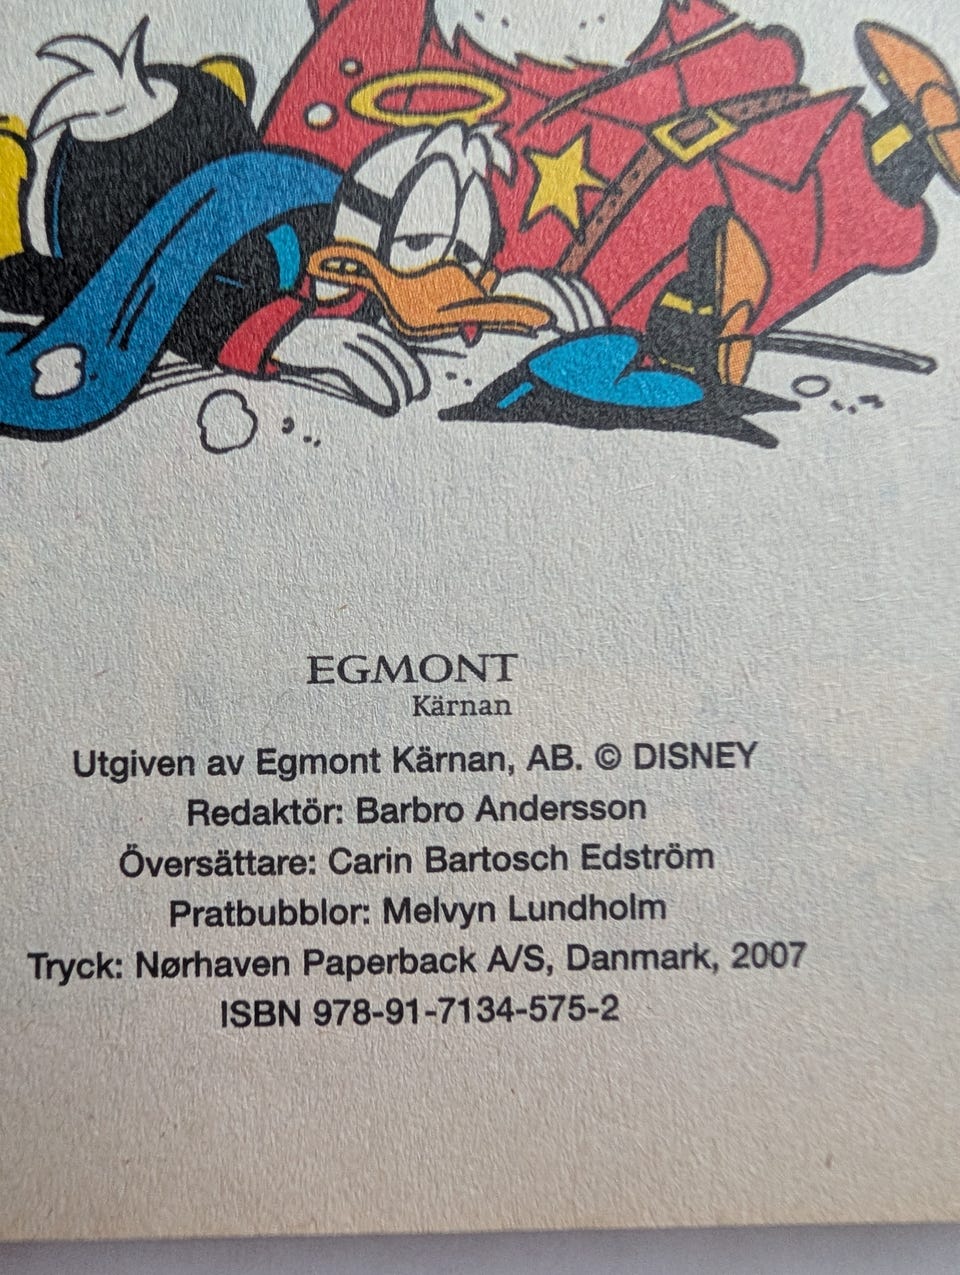 EGMONT
Kärnan
Utgiven av Egmont Kärnan, AB. © DISNEY
Redaktör: Barbro Andersson
Översättare: Carin Bartosch Edström
Pratbubblor: Melvyn Lundholm
Tryck: Nørhaven Paperback A/S, Danmark, 2007
ISBN 978-91-7134-575-2